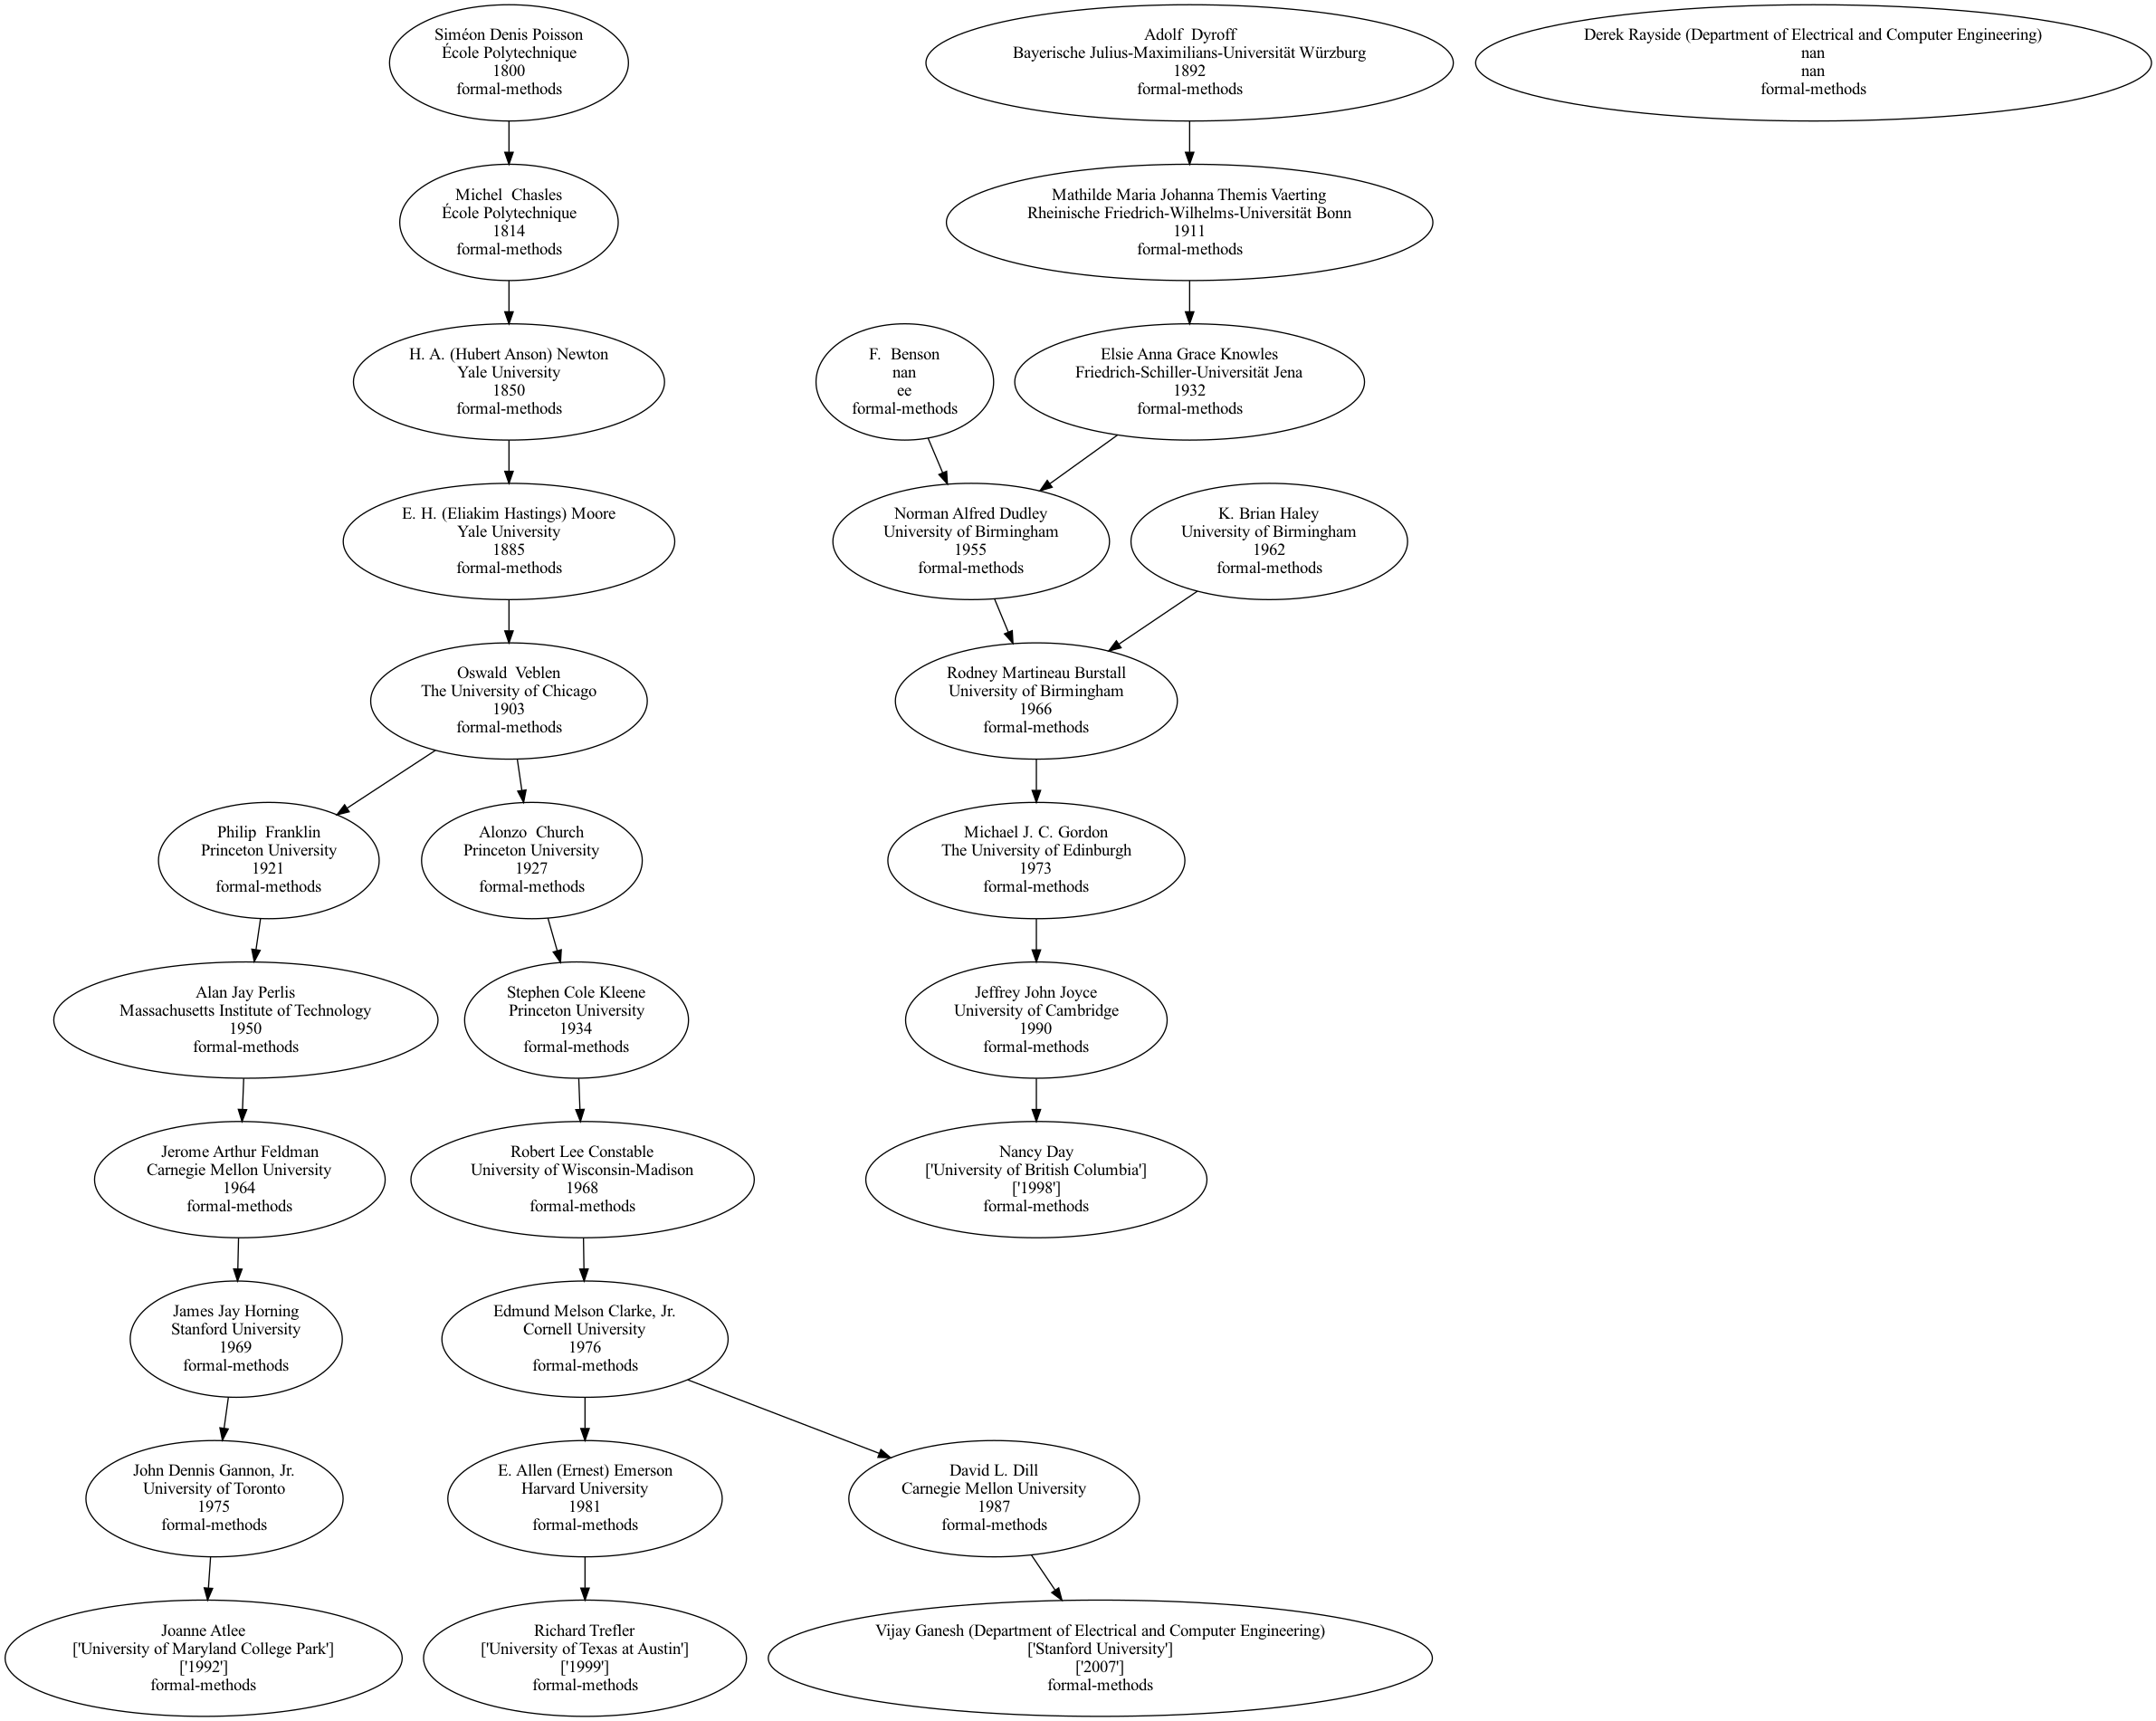 Siméon Denis Poisson
École Polytechnique
1800
formal-methods
Adolf  Dyroff
Bayerische Julius-Maximilians-Universität Würzburg
1892
formal-methods
Derek Rayside (Department of Electrical and Computer Engineering)
nan
nan
formal-methods
Michel  Chasles
École Polytechnique
1814
formal-methods
Mathilde Maria Johanna Themis Vaerting
Rheinische Friedrich-Wilhelms-Universität Bonn
1911
formal-methods
H. A. (Hubert Anson) Newton
Yale University
1850
formal-methods
F.  Benson
nan
ee
formal-methods
Elsie Anna Grace Knowles
Friedrich-Schiller-Universität Jena
1932
formal-methods
E. H. (Eliakim Hastings) Moore
Yale University
1885
formal-methods
Norman Alfred Dudley
University of Birmingham
1955
formal-methods
K. Brian Haley
University of Birmingham
1962
formal-methods
Oswald  Veblen
The University of Chicago
1903
formal-methods
Rodney Martineau Burstall
University of Birmingham
1966
formal-methods
Philip  Franklin
Princeton University
1921
formal-methods
Alonzo  Church
Princeton University
1927
formal-methods
Michael J. C. Gordon
The University of Edinburgh
1973
formal-methods
Alan Jay Perlis
Massachusetts Institute of Technology
1950
formal-methods
Stephen Cole Kleene
Princeton University
1934
formal-methods
Jeffrey John Joyce
University of Cambridge
1990
formal-methods
Jerome Arthur Feldman
Carnegie Mellon University
1964
formal-methods
Robert Lee Constable
University of Wisconsin-Madison
1968
formal-methods
Nancy Day
['University of British Columbia']
['1998']
formal-methods
James Jay Horning
Stanford University
1969
formal-methods
Edmund Melson Clarke, Jr.
Cornell University
1976
formal-methods
John Dennis Gannon, Jr.
University of Toronto
1975
formal-methods
E. Allen (Ernest) Emerson
Harvard University
1981
formal-methods
David L. Dill
Carnegie Mellon University
1987
formal-methods
Joanne Atlee
['University of Maryland College Park']
['1992']
formal-methods
Richard Trefler
['University of Texas at Austin']
['1999']
formal-methods
Vijay Ganesh (Department of Electrical and Computer Engineering)
['Stanford University']
['2007']
formal-methods